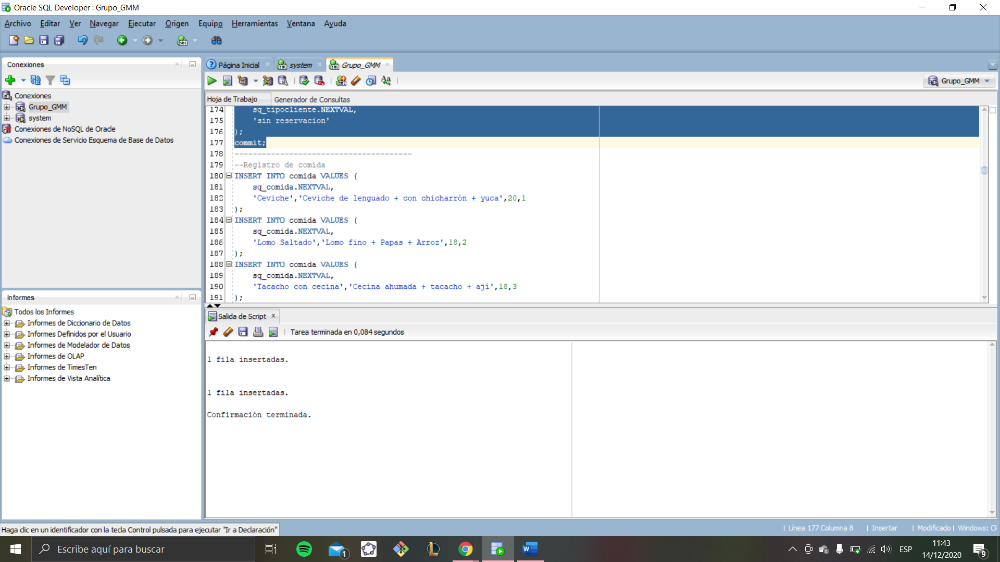 Oracle SQL Developer : Grupo_GMM
Archivo Editar Ver Navegar Ejecutar Origen Equipo Herramientas Ventana Ayuda
Conexiones
Página Inicial
system
Grupo_GMM
Grupo_GMM
Hoja de Trabajo
Generador de Consultas
Conexiones
Grupo_GMM
system
Conexiones de NoSQL de Oracle
Conexiones de Servicio Esquema de Base de Datos
174 sq_tipocliente.NEXTVAL,
175 'sin reservacion'
176 );
177 commit;
178 ---------------------------------------
179 --Registro de comida
180 INSERT INTO comida VALUES (
181 sq_comida.NEXTVAL,
182 'Ceviche','Ceviche de lenguado + con chicharrón + yuca',20,1
183 );
184 INSERT INTO comida VALUES (
185 sq_comida.NEXTVAL,
186 'Lomo Saltado','Lomo fino + Papas + Arroz',18,2
187 );
188 INSERT INTO comida VALUES (
189 sq_comida.NEXTVAL,
190 'Tacacho con cecina','Cecina ahumada + tacacho + ají',18,3
191 );
Informes
Todos los Informes
Informes de Diccionario de Datos
Informes Definidos por el Usuario
Informes de Modelador de Datos
Informes de OLAP
Informes de TimesTen
Informes de Vista Analítica
Salida de Script
Tarea terminada en 0,084 segundos
1 fila insertadas.
1 fila insertadas.
Confirmación terminada.
Haga clic en un identificador con la tecla Control pulsada para ejecutar "Ir a Declaración"
| Línea 177 Columna 8 | Insertar | Modificado | Windows: CF
Escribe aquí para buscar
1
ESP
11:43
14/12/2020
9